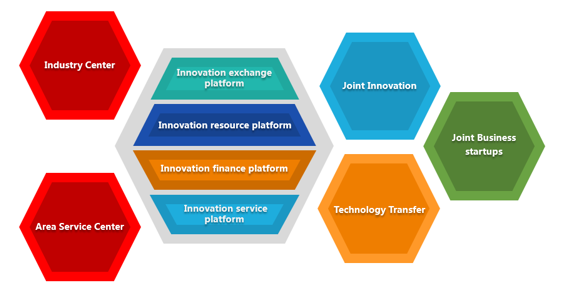 Industry Center
Area Service Center
Innovation exchange
platform
Innovation resource platform
Innovation finance platform
Innovation service
platform
Joint Innovation
Technology Transfer
Joint Business
startups